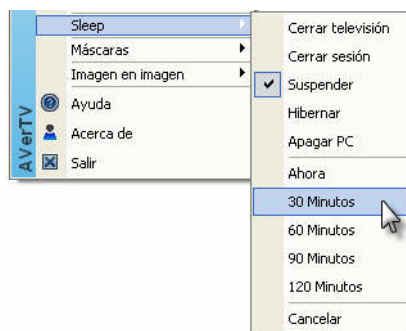 Sleep
Máscaras
Imagen en imagen
Ayuda
Acerca de
Salir
AVerTV
Cerrar televisión
Cerrar sesión
Suspender
Hibernar
Apagar PC
Ahora
30 Minutos
60 Minutos
90 Minutos
120 Minutos
Cancelar